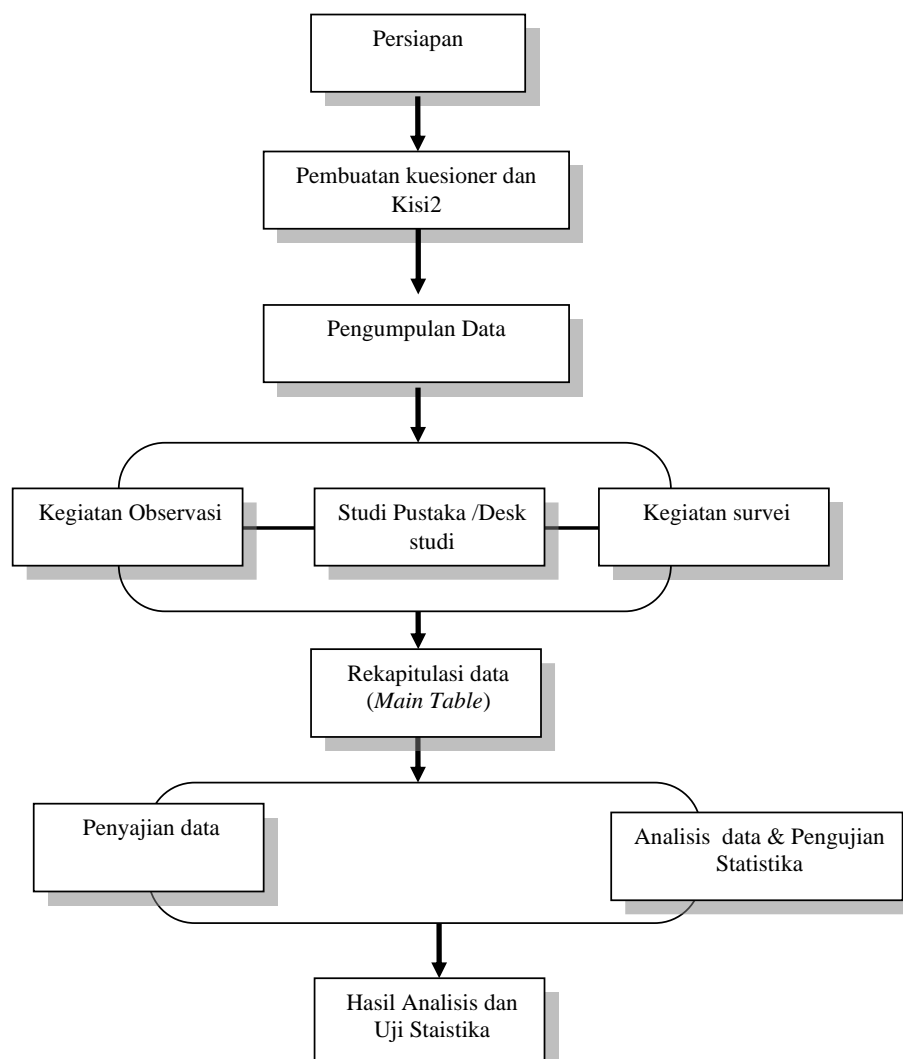 Persiapan
Pembuatan kuesioner dan
Kisi2
Pengumpulan Data
Kegiatan Observasi
Studi Pustaka /Desk
studi
Kegiatan survei
Rekapitulasi data
(Main Table)
Penyajian data
Analisis  data & Pengujian
Statistika
Hasil Analisis dan
Uji Staistika